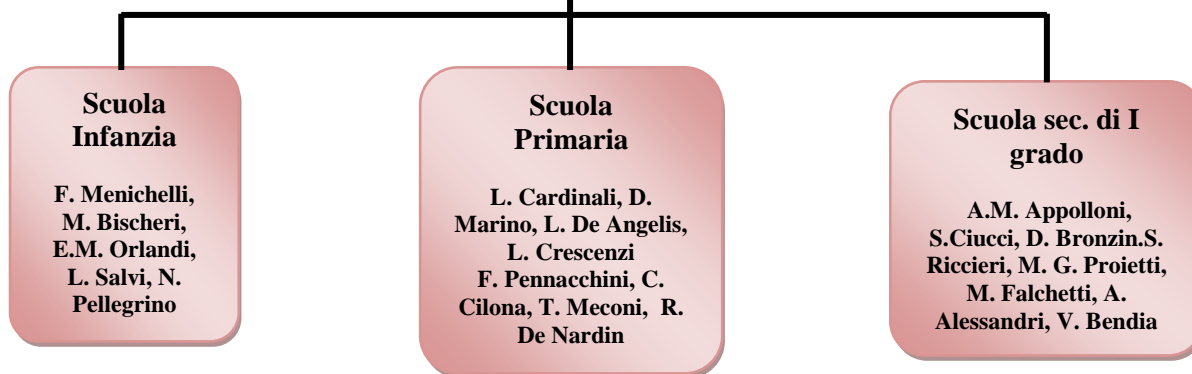 Scuola
Infanzia
F. Menichelli,
M. Bischeri,
E.M. Orlandi,
L. Salvi, N.
Pellegrino
Scuola
Primaria
L. Cardinali, D.
Marino, L. De Angelis,
L. Crescenzi
F. Pennacchini, C.
Cilona, T. Meconi, R.
De Nardin
Scuola sec. di I
grado
A.M. Appolloni,
S.Ciucci, D. Bronzin.S.
Riccieri, M. G. Proietti,
M. Falchetti, A.
Alessandri, V. Bendia